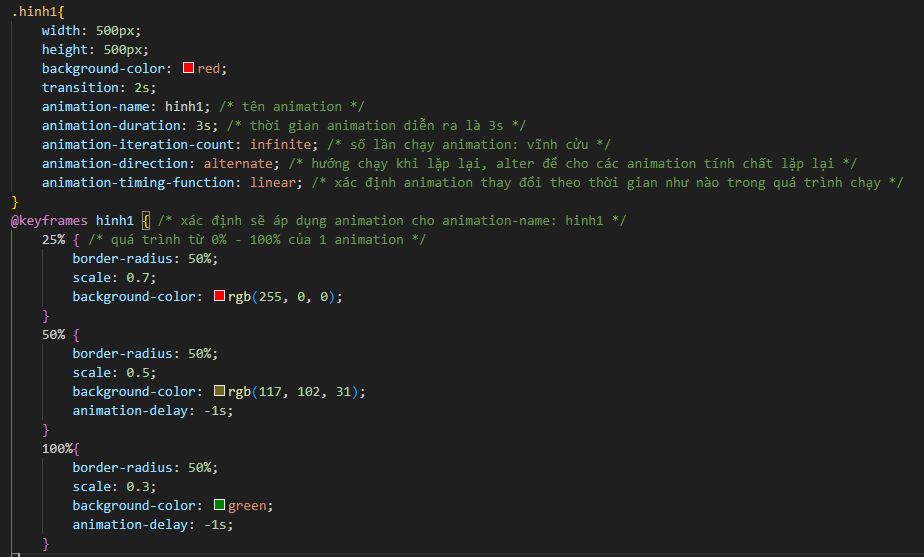 .hinh1{
    width: 500px;
    height: 500px;
    background-color: red;
    transition: 2s;
    animation-name: hinh1; /* tên animation */
    animation-duration: 3s; /* thời gian animation diễn ra là 3s */
    animation-iteration-count: infinite; /* số lần chạy animation: vĩnh cửu */
    animation-direction: alternate; /* hướng chạy khi lặp lại, alter để cho các animation tính chất lặp lại */
    animation-timing-function: linear; /* xác định animation thay đổi theo thời gian như nào trong quá trình chạy */
}
@keyframes hinh1 { /* xác định sẽ áp dụng animation cho animation-name: hinh1 */
    25% { /* quá trình từ 0% - 100% của 1 animation */
        border-radius: 50%;
        scale: 0.7;
        background-color: rgb(255, 0, 0);
    }
    50% {
        border-radius: 50%;
        scale: 0.5;
        background-color: rgb(117, 102, 31);
        animation-delay: -1s;
    }
    100%{
        border-radius: 50%;
        scale: 0.3;
        background-color: green;
        animation-delay: -1s;
    }